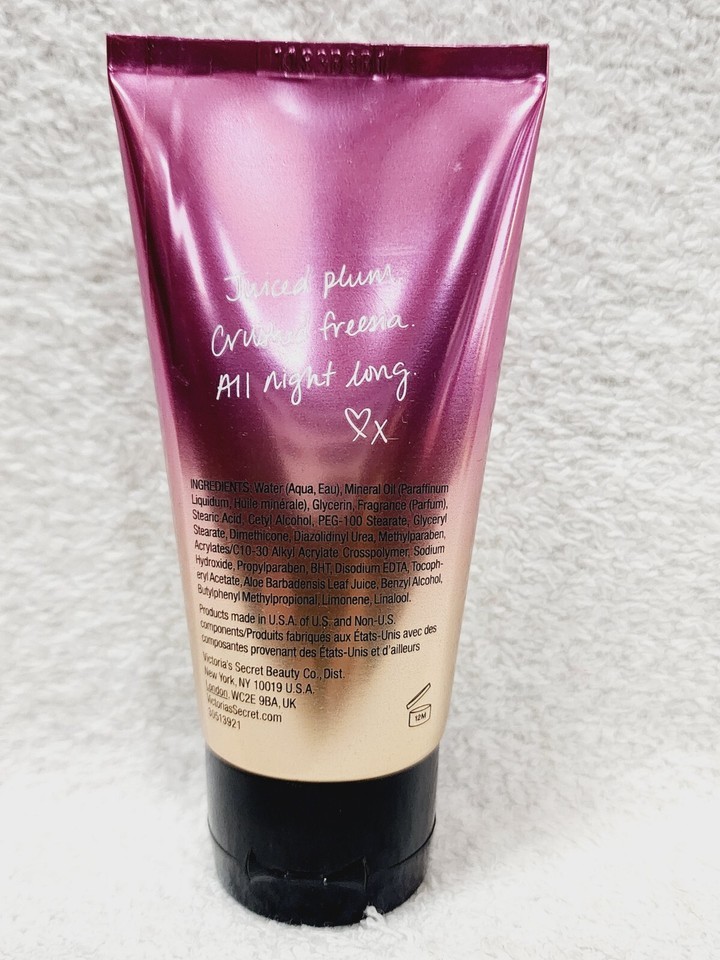 Juiced plum.
Crushed freesia.
All night long.
♡x
INGREDIENTS: Water (Aqua, Eau), Mineral Oil (Paraffinum
Liquidum, Huile minérale), Glycerin, Fragrance (Parfum),
Stearic Acid, Cetyl Alcohol, PEG-100 Stearate, Glyceryl
Stearate, Dimethicone, Diazolidinyl Urea, Methylparaben,
Acrylates/C10-30 Alkyl Acrylate Crosspolymer, Sodium
Hydroxide, Propylparaben, BHT, Disodium EDTA, Tocoph-
eryl Acetate, Aloe Barbadensis Leaf Juice, Benzyl Alcohol,
Butylphenyl Methylpropional, Limonene, Linalool.
Products made in U.S.A. of U.S. and Non-U.S.
components/Produits fabriqués aux États-Unis avec des
composantes provenant des États-Unis et d'ailleurs
Victoria's Secret Beauty Co., Dist.
New York, NY 10019 U.S.A.
London, WC2E 9BA, UK
VictoriasSecret.com
30513921
12M